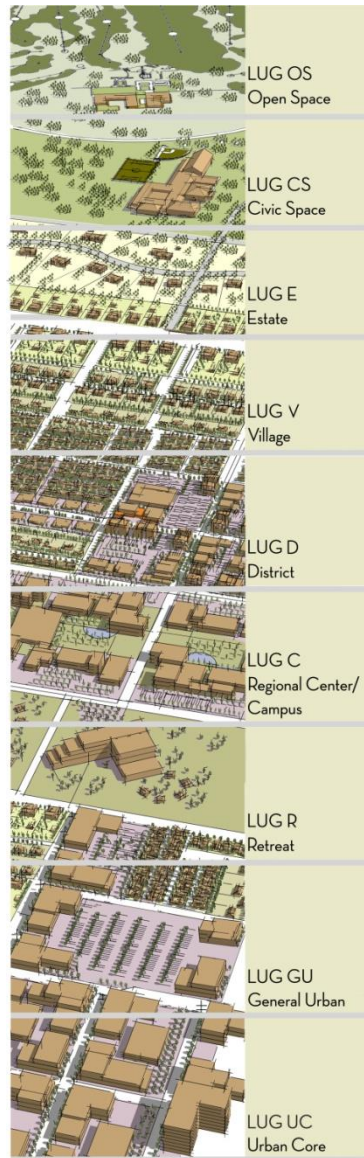 LUG OS
Open Space
LUG CS
Civic Space
LUG E
Estate
LUG V
Village
LUG D
District
LUG C
Regional Center/
Campus
LUG R
Retreat
LUG GU
General Urban
LUG UC
Urban Core